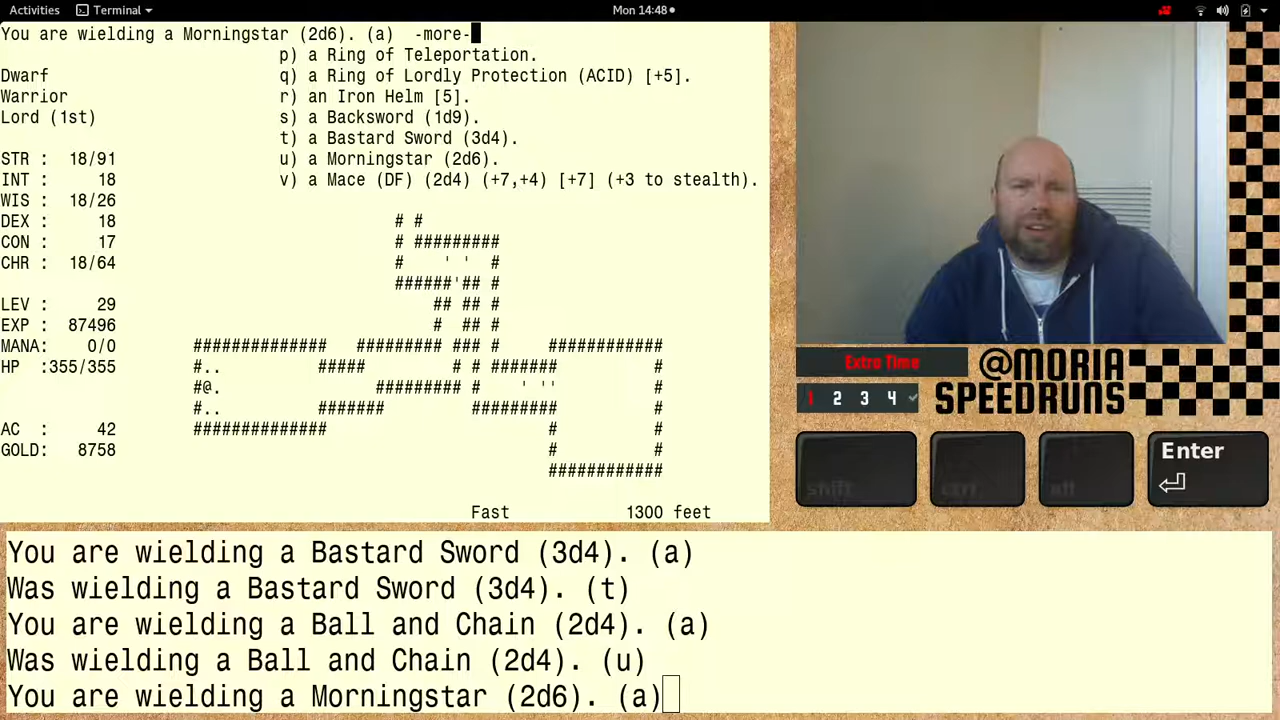 Activities Terminal Mon 14:48
You are wielding a Morningstar (2d6). (a) -more-
p) a Ring of Teleportation.
Dwarf q) a Ring of Lordly Protection (ACID) [+5].
Warrior r) an Iron Helm [5].
Lord (1st) s) a Backsword (1d9).
t) a Bastard Sword (3d4).
STR : 18/91 u) a Morningstar (2d6).
INT : 18 v) a Mace (DF) (2d4) (+7,+4) [+7] (+3 to stealth).
WIS : 18/26
DEX : 18 # #
CON : 17 # #########
CHR : 18/64 # ' ' #
######'## #
LEV : 29 ## ## #
EXP : 87496 # ## #
MANA: 0/0 ############## ######### ### # ############
HP :355/355 #.. ##### # # ####### #
#@. ######### # ' '' #
#.. ####### ######### #
AC : 42 ############## # #
GOLD: 8758 # #
############
Fast 1300 feet
Extra Time
1 2 3 4
@MORIA
SPEEDRUNS
shift ctrl alt Enter
You are wielding a Bastard Sword (3d4). (a)
Was wielding a Bastard Sword (3d4). (t)
You are wielding a Ball and Chain (2d4). (a)
Was wielding a Ball and Chain (2d4). (u)
You are wielding a Morningstar (2d6). (a)